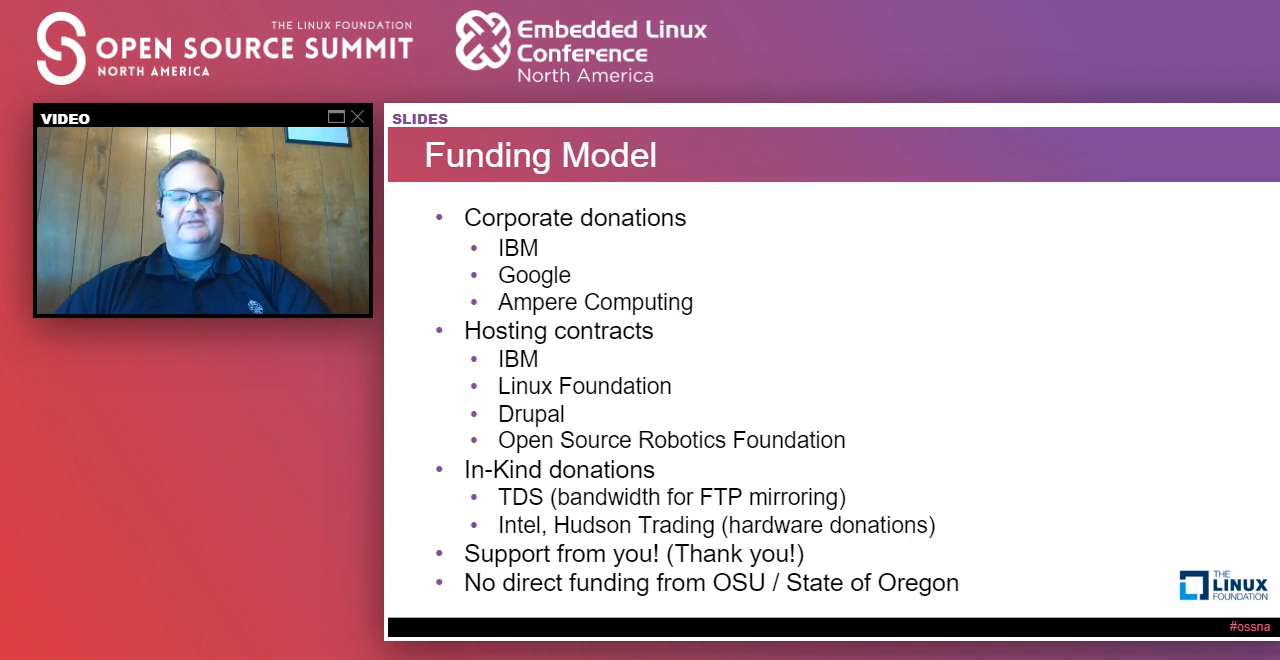 THE LINUX FOUNDATION
OPEN SOURCE SUMMIT
NORTH AMERICA
Embedded Linux
Conference
North America
VIDEO
SLIDES
Funding Model
• Corporate donations
• IBM
• Google
• Ampere Computing
• Hosting contracts
• IBM
• Linux Foundation
• Drupal
• Open Source Robotics Foundation
• In-Kind donations
• TDS (bandwidth for FTP mirroring)
• Intel, Hudson Trading (hardware donations)
• Support from you! (Thank you!)
• No direct funding from OSU / State of Oregon
THE
LINUX
FOUNDATION
#ossna